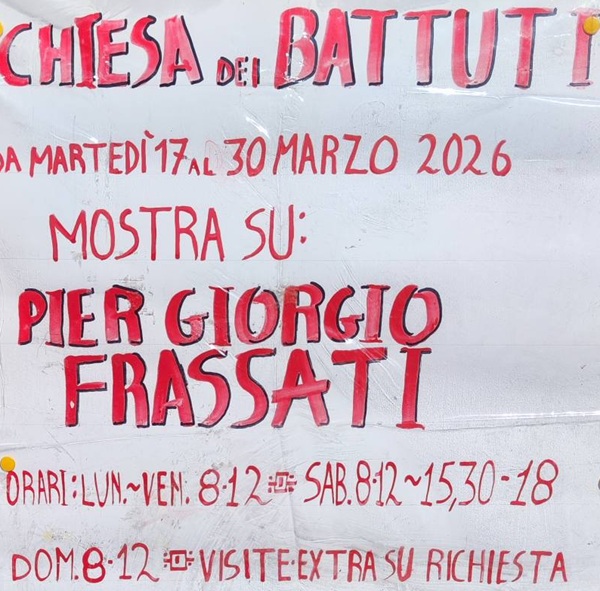 CHIESA DEI BATTUTI
DA MARTEDÌ 17 AL 30 MARZO 2026
MOSTRA SU:
PIER GIORGIO
FRASSATI
ORARI: LUN.~VEN. 8·12 SAB. 8·12~15,30-18
DOM. 8·12 VISITE·EXTRA SU RICHIESTA